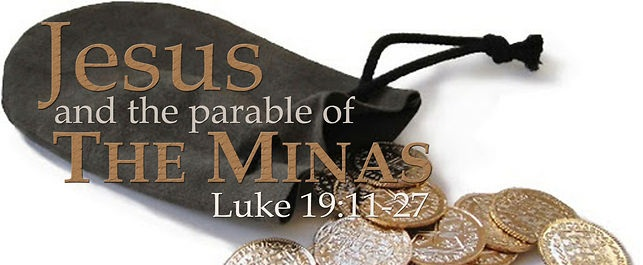 Jesus
and the parable of
The Minas
Luke 19:11-27